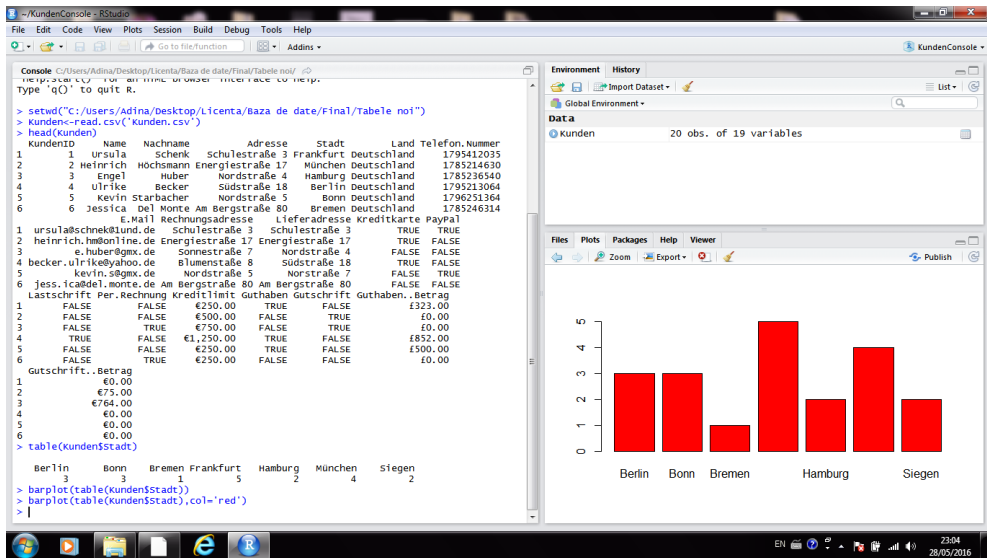 ~/KundenConsole - RStudio
File Edit Code View Plots Session Build Debug Tools Help
Go to file/function Addins
KundenConsole
Console C:/Users/Adina/Desktop/Licenta/Baza de date/Final/Tabele noi/
'help.start()' for an HTML browser interface to help.
Type 'q()' to quit R.
> setwd("C:/Users/Adina/Desktop/Licenta/Baza de date/Final/Tabele noi")
> Kunden<-read.csv('Kunden.csv')
> head(Kunden)
KundenID Name Nachname Adresse Stadt Land Telefon.Nummer
1 1 Ursula Schenk Schulestraße 3 Frankfurt Deutschland 1795412035
2 2 Heinrich Höchsmann Energiestraße 17 München Deutschland 1785214630
3 3 Engel Huber Nordstraße 4 Hamburg Deutschland 1785236540
4 4 Ulrike Becker Südstraße 18 Berlin Deutschland 1795213064
5 5 Kevin Starbacher Nordstraße 5 Bonn Deutschland 1796251364
6 6 Jessica Del Monte Am Bergstraße 80 Bremen Deutschland 1785246314
E.Mail Rechnungsadresse Lieferadresse Kreditkarte PayPal
1 ursula@schnek@1und.de Schulestraße 3 Schulestraße 3 TRUE TRUE
2 heinrich.hm@online.de Energiestraße 17 Energiestraße 17 TRUE FALSE
3 e.huber@gmx.de Sonnestraße 7 Nordstraße 4 FALSE FALSE
4 becker.ulrike@yahoo.de Blumenstaße 8 Südstraße 18 TRUE FALSE
5 kevin.s@gmx.de Nordstraße 5 Norstraße 7 FALSE TRUE
6 jess.ica@del.monte.de Am Bergstraße 80 Am Bergstraße 80 FALSE FALSE
Lastschrift Per.Rechnung Kreditlimit Guthaben Gutschrift Guthaben..Betrag
1 FALSE FALSE €250.00 TRUE FALSE £323.00
2 FALSE FALSE €500.00 FALSE TRUE £0.00
3 FALSE TRUE €750.00 FALSE TRUE £0.00
4 TRUE FALSE €1,250.00 TRUE FALSE £852.00
5 FALSE FALSE €250.00 TRUE FALSE £500.00
6 FALSE TRUE €250.00 FALSE FALSE £0.00
Gutschrift..Betrag
1 €0.00
2 €75.00
3 €764.00
4 €0.00
5 €0.00
6 €0.00
> table(Kunden$Stadt)
Berlin Bonn Bremen Frankfurt Hamburg München Siegen
3 3 1 5 2 4 2
> barplot(table(Kunden$Stadt))
> barplot(table(Kunden$Stadt),col='red')
>
Environment History
Import Dataset List
Global Environment
Data
Kunden 20 obs. of 19 variables
Files Plots Packages Help Viewer
Zoom Export Publish
5
4
3
2
1
0
Berlin Bonn Bremen Hamburg Siegen
EN 23:04
28/05/2016